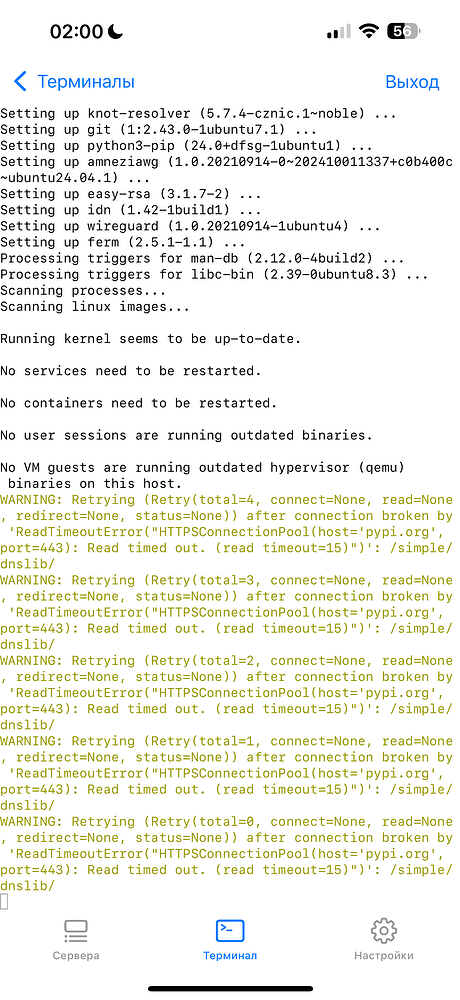 02:00
56
Терминалы
Выход
Setting up knot-resolver (5.7.4-cznic.1~noble) ...
Setting up git (1:2.43.0-1ubuntu7.1) ...
Setting up python3-pip (24.0+dfsg-1ubuntu1) ...
Setting up amneziawg (1.0.20210914-0~202410011337+c0b400c
~ubuntu24.04.1) ...
Setting up easy-rsa (3.1.7-2) ...
Setting up idn (1.42-1build1) ...
Setting up wireguard (1.0.20210914-1ubuntu4) ...
Setting up ferm (2.5.1-1.1) ...
Processing triggers for man-db (2.12.0-4build2) ...
Processing triggers for libc-bin (2.39-0ubuntu8.3) ...
Scanning processes...
Scanning linux images...
Running kernel seems to be up-to-date.
No services need to be restarted.
No containers need to be restarted.
No user sessions are running outdated binaries.
No VM guests are running outdated hypervisor (qemu)
binaries on this host.
WARNING: Retrying (Retry(total=4, connect=None, read=None
, redirect=None, status=None)) after connection broken by
'ReadTimeoutError("HTTPSConnectionPool(host='pypi.org',
port=443): Read timed out. (read timeout=15)")': /simple/
dnslib/
WARNING: Retrying (Retry(total=3, connect=None, read=None
, redirect=None, status=None)) after connection broken by
'ReadTimeoutError("HTTPSConnectionPool(host='pypi.org',
port=443): Read timed out. (read timeout=15)")': /simple/
dnslib/
WARNING: Retrying (Retry(total=2, connect=None, read=None
, redirect=None, status=None)) after connection broken by
'ReadTimeoutError("HTTPSConnectionPool(host='pypi.org',
port=443): Read timed out. (read timeout=15)")': /simple/
dnslib/
WARNING: Retrying (Retry(total=1, connect=None, read=None
, redirect=None, status=None)) after connection broken by
'ReadTimeoutError("HTTPSConnectionPool(host='pypi.org',
port=443): Read timed out. (read timeout=15)")': /simple/
dnslib/
WARNING: Retrying (Retry(total=0, connect=None, read=None
, redirect=None, status=None)) after connection broken by
'ReadTimeoutError("HTTPSConnectionPool(host='pypi.org',
port=443): Read timed out. (read timeout=15)")': /simple/
dnslib/
Сервера
Терминал
Настройки